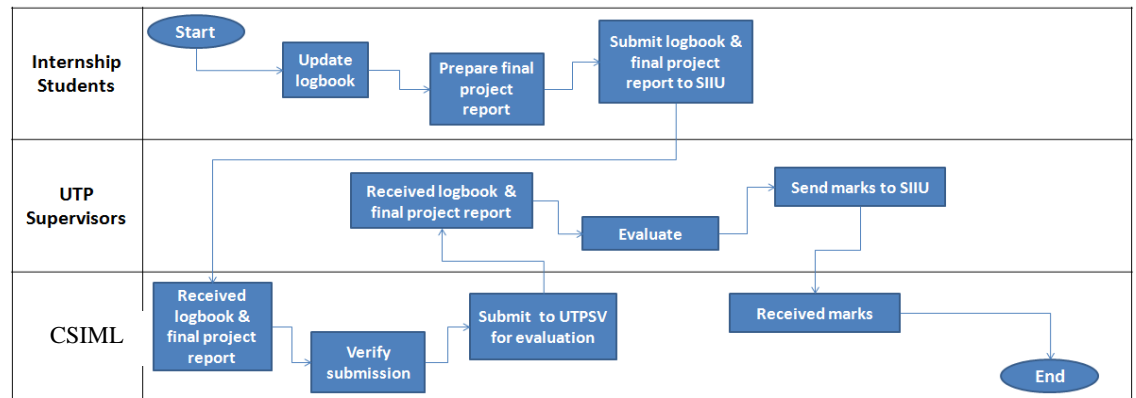 Internship
Students
Start
Update
logbook
Prepare final
project
report
Submit logbook &
final project
report to SIIU
UTP
Supervisors
Received logbook &
final project report
Evaluate
Send marks to SIIU
CSIML
Received
logbook &
final project
report
Verify
submission
Submit to UTPSV
for evaluation
Received marks
End